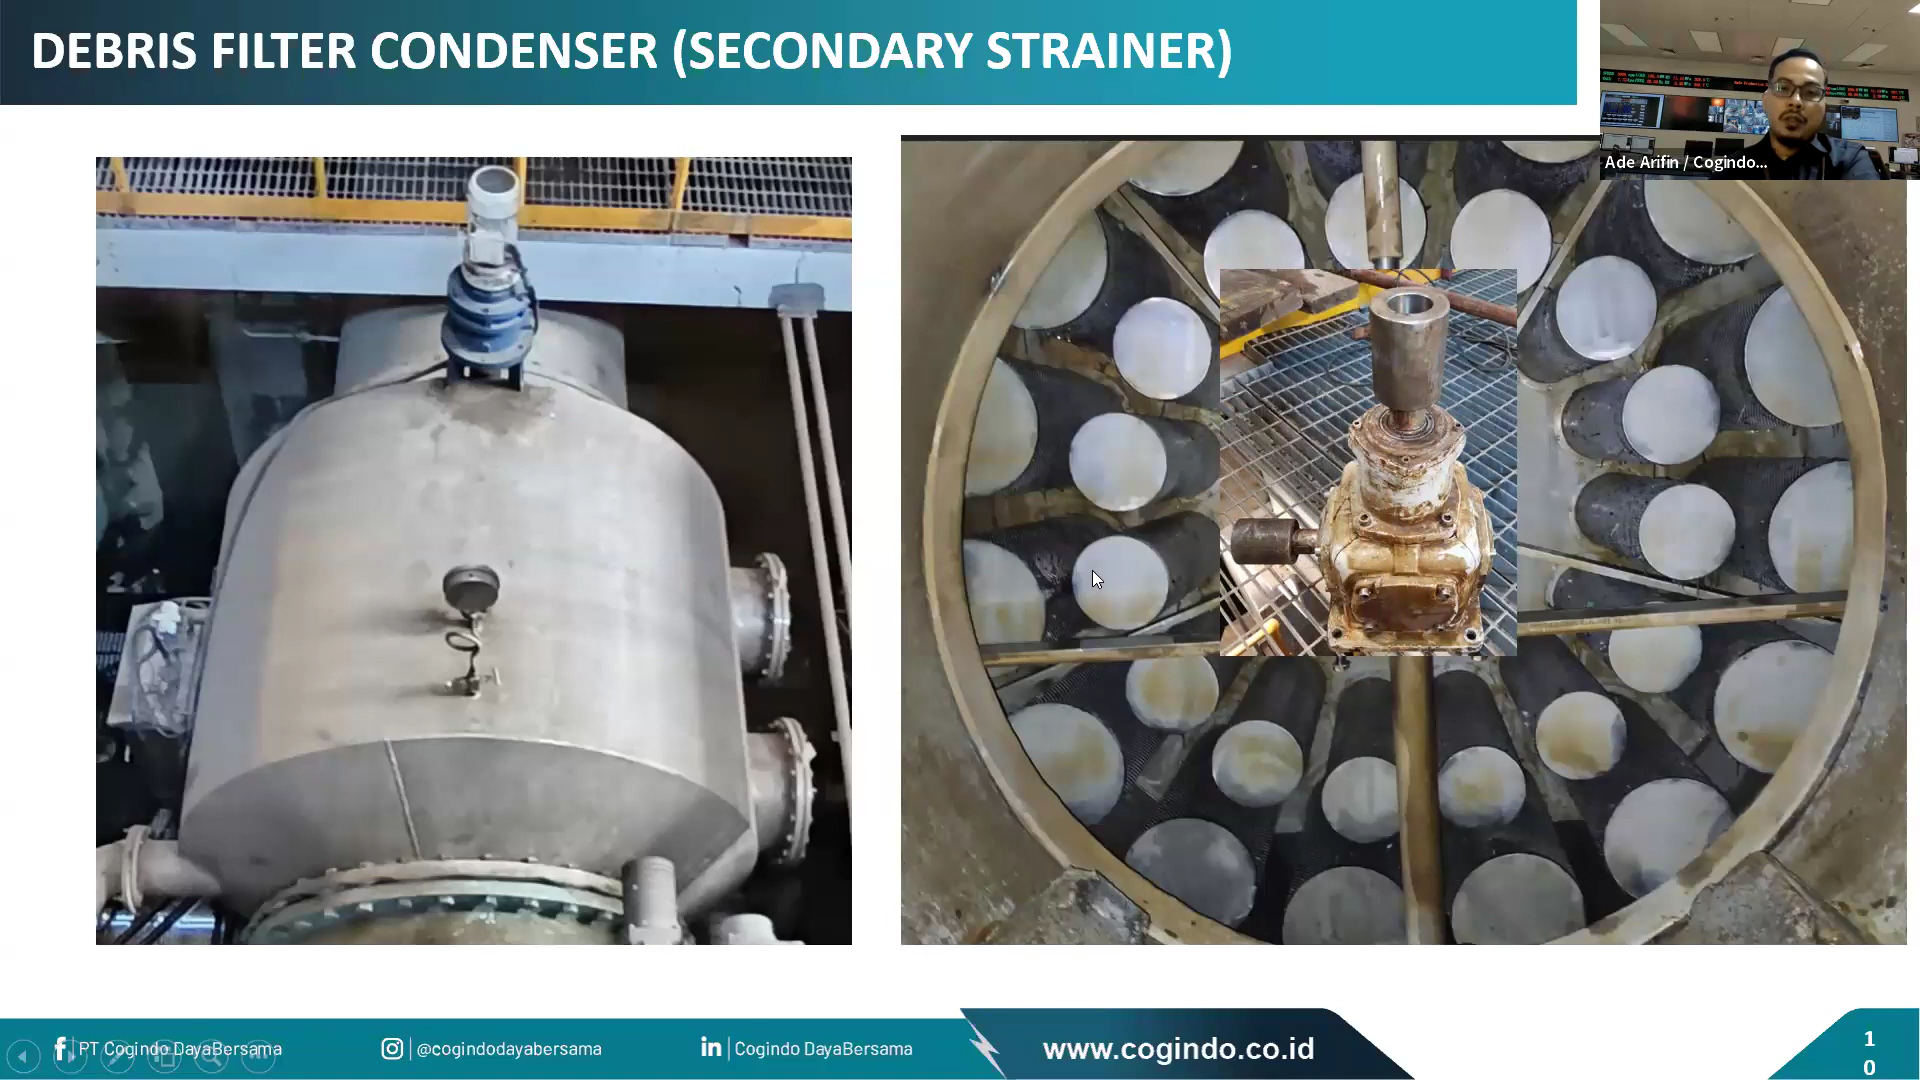 DEBRIS FILTER CONDENSER (SECONDARY STRAINER)
Ade Arifin / Cogindo...
PT Cogindo DayaBersama
@cogindodayabersama
in Cogindo DayaBersama
www.cogindo.co.id
1
0